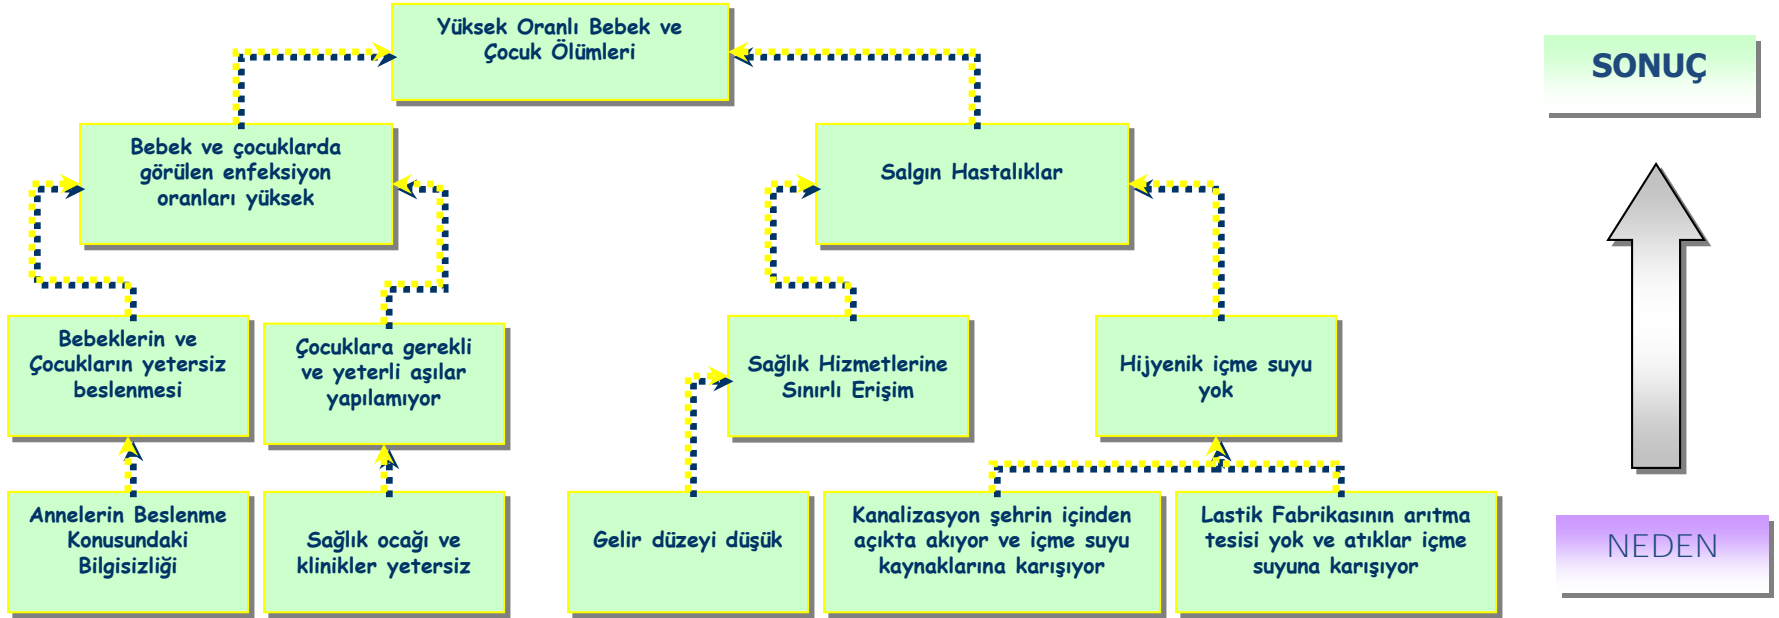 Yüksek Oranlı Bebek ve
Çocuk Ölümleri
SONUÇ
Bebek ve çocuklarda
görülen enfeksiyon
oranları yüksek
Salgın Hastalıklar
Bebeklerin ve
Çocukların yetersiz
beslenmesi
Çocuklara gerekli
ve yeterli aşılar
yapılamıyor
Sağlık Hizmetlerine
Sınırlı Erişim
Hijyenik içme suyu
yok
Annelerin Beslenme
Konusundaki
Bilgisizliği
Sağlık ocağı ve
klinikler yetersiz
Gelir düzeyi düşük
Kanalizasyon şehrin içinden
açıkta akıyor ve içme suyu
kaynaklarına karışıyor
Lastik Fabrikasının arıtma
tesisi yok ve atıklar içme
suyuna karışıyor
NEDEN